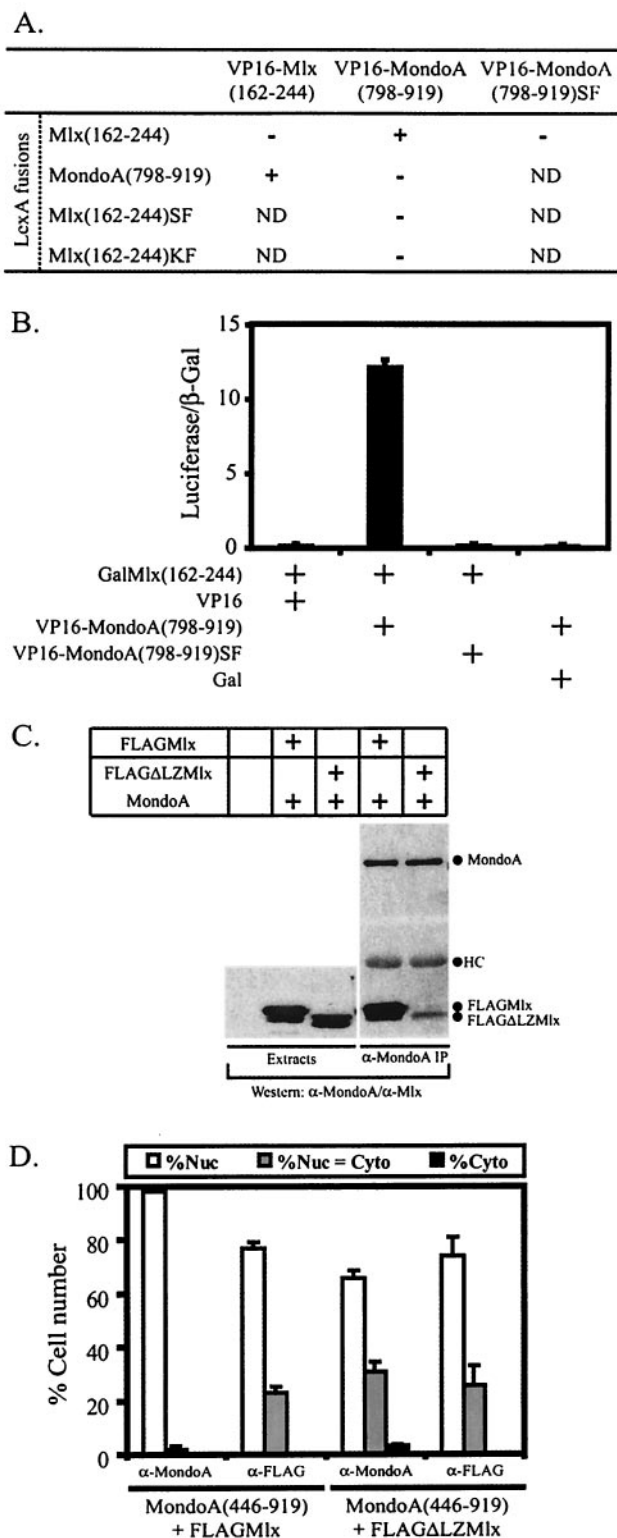 A.
VP16-Mlx VP16-MondoA VP16-MondoA
(162-244) (798-919) (798-919)SF
LexA fusions
Mlx(162-244) - + -
MondoA(798-919) + - ND
Mlx(162-244)SF ND - ND
Mlx(162-244)KF ND - ND
B.
Luciferase/β-Gal
15
10
5
0
GalMlx(162-244) + + +
VP16 +
VP16-MondoA(798-919) + +
VP16-MondoA(798-919)SF +
Gal +
C.
FLAGMlx + +
FLAGΔLZMlx + +
MondoA + + + +
MondoA
HC
FLAGMlx
FLAGΔLZMlx
Extracts α-MondoA IP
Western: α-MondoA/α-Mlx
D.
%Nuc %Nuc = Cyto %Cyto
% Cell number
100
80
60
40
20
0
α-MondoA α-FLAG α-MondoA α-FLAG
MondoA(446-919) MondoA(446-919)
+ FLAGMlx + FLAGΔLZMlx